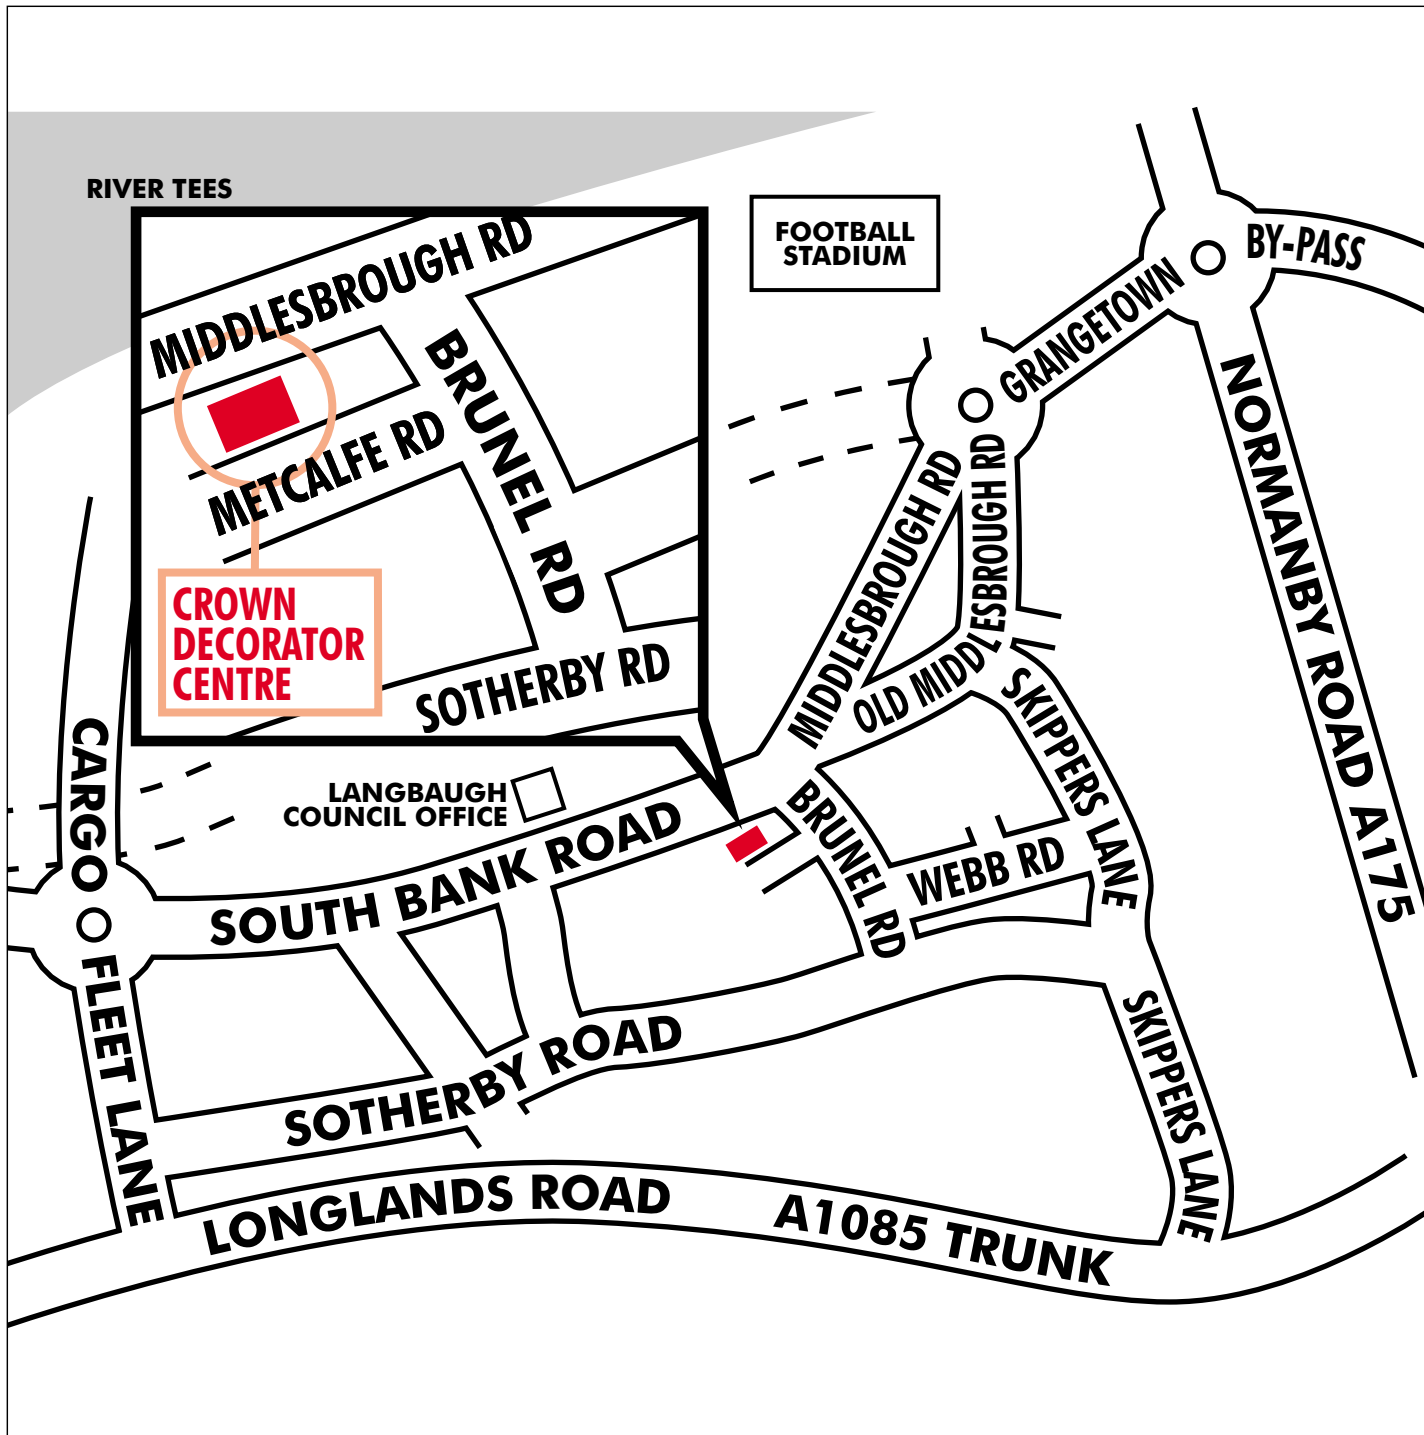 RIVER TEES
FOOTBALL
STADIUM
BY-PASS
GRANGETOWN
MIDDLESBROUGH RD
BRUNEL RD
METCALFE RD
CROWN
DECORATOR
CENTRE
SOTHERBY RD
NORMANBY ROAD A175
MIDDLESBROUGH RD
OLD MIDDLESBROUGH RD
SKIPPERS LANE
CARGO FLEET LANE
LANGBAUGH
COUNCIL OFFICE
SOUTH BANK ROAD
BRUNEL RD
WEBB RD
SOTHERBY ROAD
SKIPPERS LANE
LONGLANDS ROAD
A1085 TRUNK